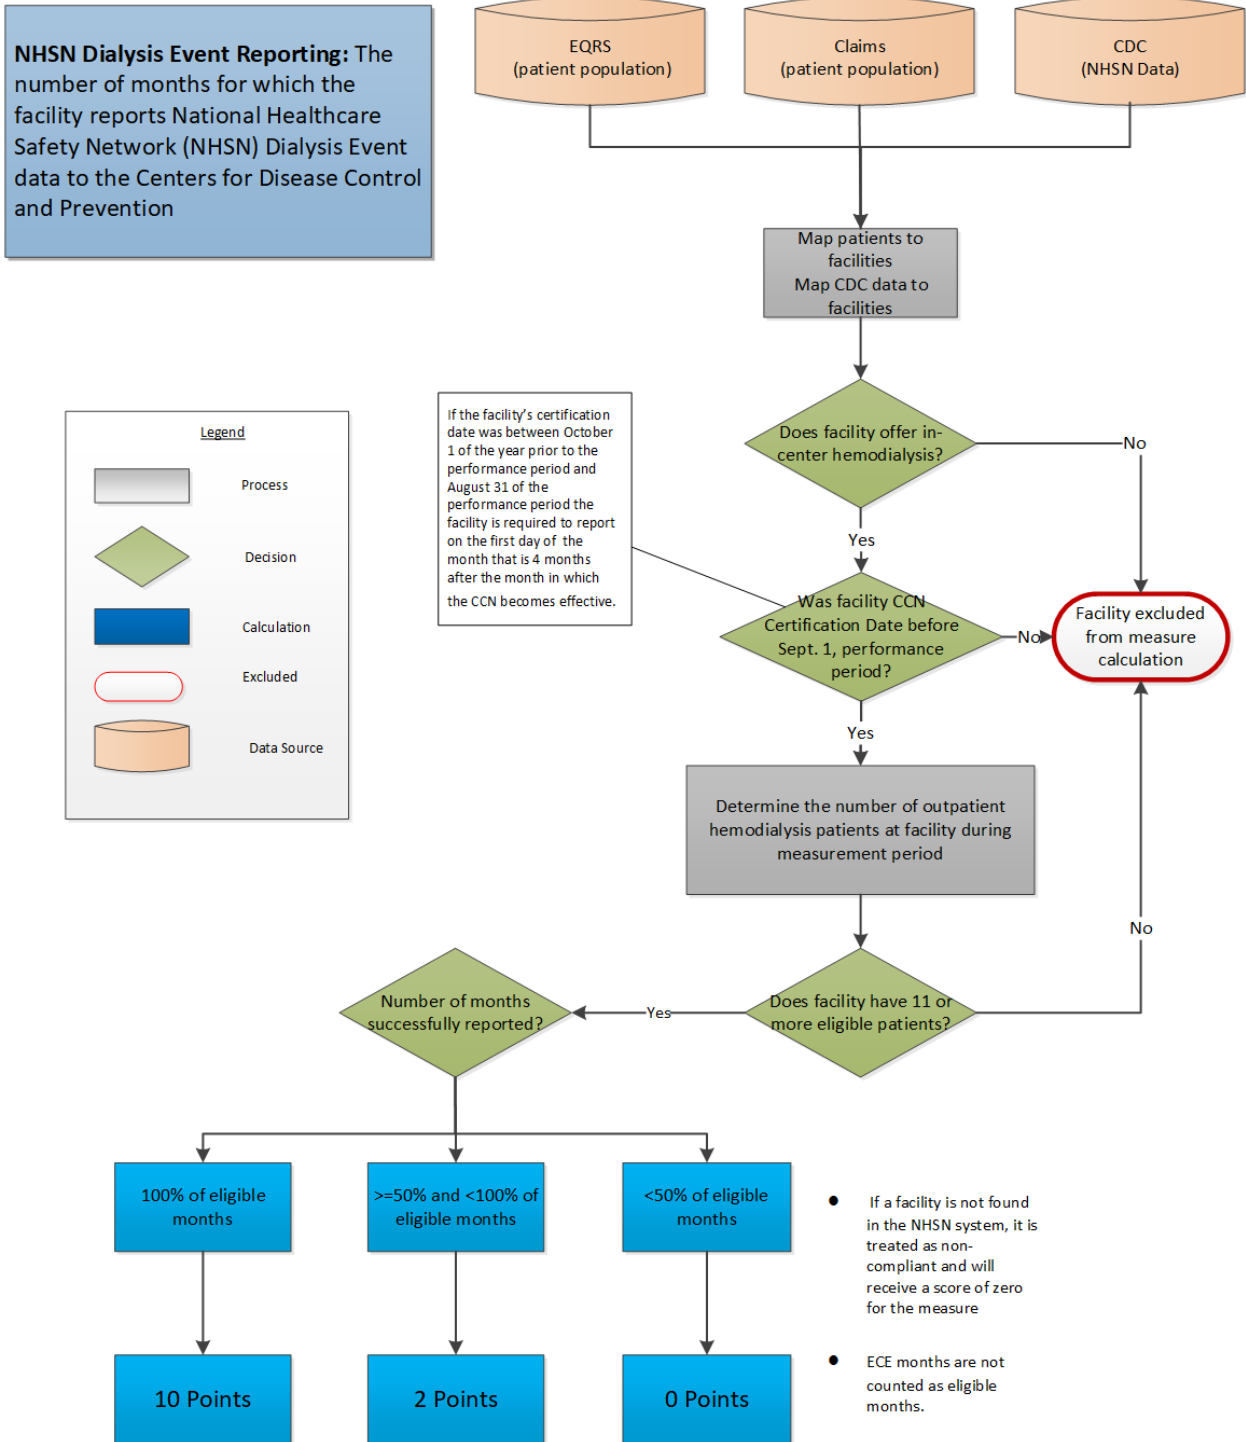 NHSN Dialysis Event Reporting: The
number of months for which the
facility reports National Healthcare
Safety Network (NHSN) Dialysis Event
data to the Centers for Disease Control
and Prevention
EQRS
(patient population)
Claims
(patient population)
CDC
(NHSN Data)
Map patients to
facilities
Map CDC data to
facilities
Does facility offer in-
center hemodialysis?
No
Yes
If the facility's certification
date was between October
1 of the year prior to the
performance period and
August 31 of the
performance period the
facility is required to report
on the first day of the
month that is 4 months
after the month in which
the CCN becomes effective.
Legend
Process
Decision
Calculation
Excluded
Data Source
Was facility CCN
Certification Date before
Sept. 1, performance
period?
No
Facility excluded
from measure
calculation
Yes
Determine the number of outpatient
hemodialysis patients at facility during
measurement period
No
Does facility have 11 or
more eligible patients?
Yes
Number of months
successfully reported?
100% of eligible
months
>=50% and <100% of
eligible months
<50% of eligible
months
10 Points
2 Points
0 Points
● If a facility is not found
in the NHSN system, it is
treated as non-
compliant and will
receive a score of zero
for the measure
● ECE months are not
counted as eligible
months.